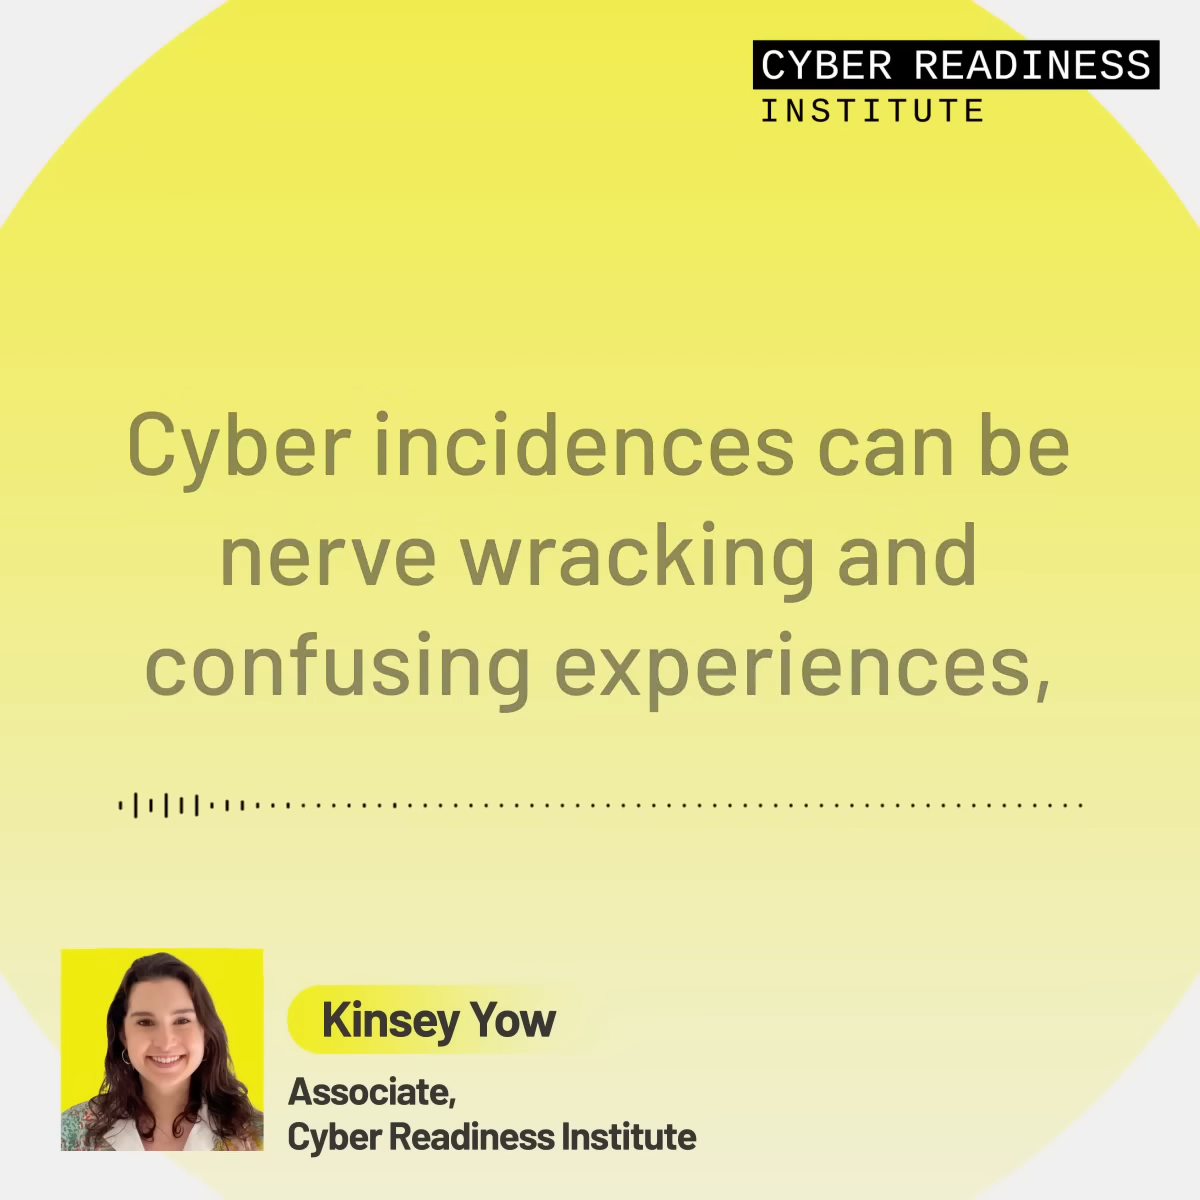 CYBER READINESS
INSTITUTE
Cyber incidences can be
nerve wracking and
confusing experiences,
Kinsey Yow
Associate,
Cyber Readiness Institute